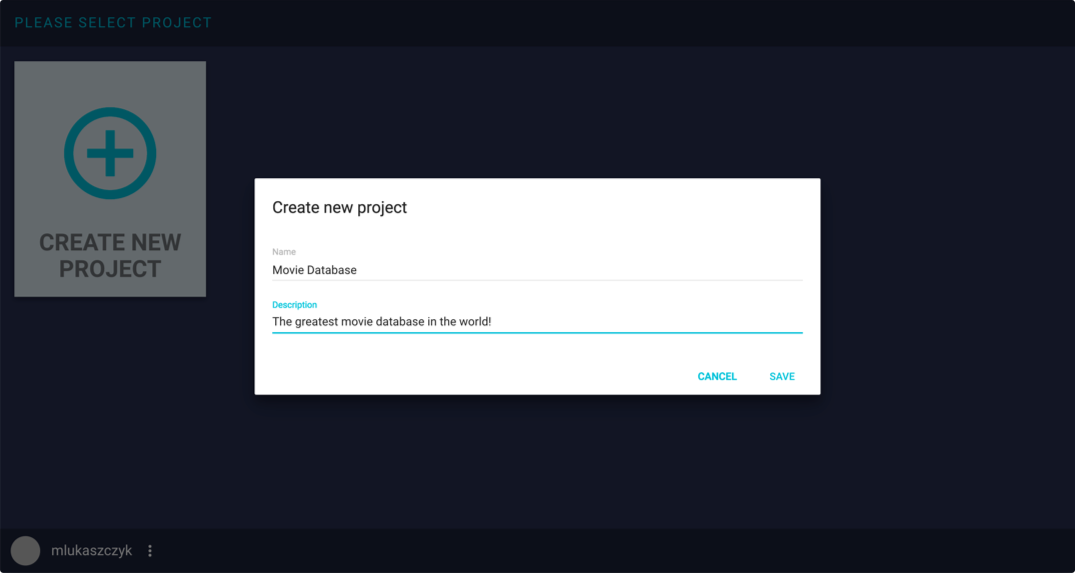 PLEASE SELECT PROJECT
CREATE NEW
PROJECT
Create new project
Name
Movie Database
Description
The greatest movie database in the world!
CANCEL
SAVE
mlukaszczyk